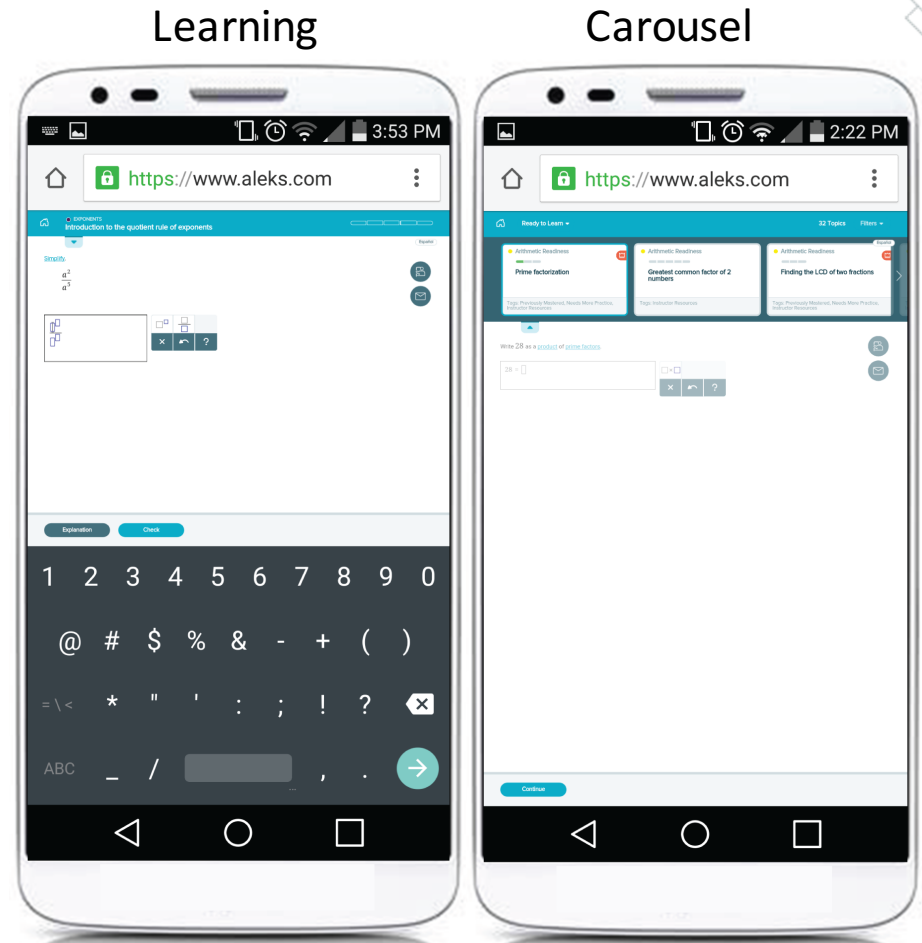 Learning
Carousel
3:53 PM
https://www.aleks.com
EXPONENTS
Introduction to the quotient rule of exponents
Español
Simplify.
a²
a⁵
× ?
Explanation
Check
1 2 3 4 5 6 7 8 9 0
@ # $ % & - + ( )
= \ < * " ' : ; ! ?
ABC _ / , .
2:22 PM
https://www.aleks.com
Ready to Learn
32 Topics
Filters
Español
Arithmetic Readiness
Prime factorization
Tags: Previously Mastered, Needs More Practice,
Instructor Resources
Arithmetic Readiness
Greatest common factor of 2
numbers
Tags: Instructor Resources
Arithmetic Readiness
Finding the LCD of two fractions
Tags: Previously Mastered, Needs More Practice,
Instructor Resources
Write 28 as a product of prime factors.
28 =
× ?
Continue